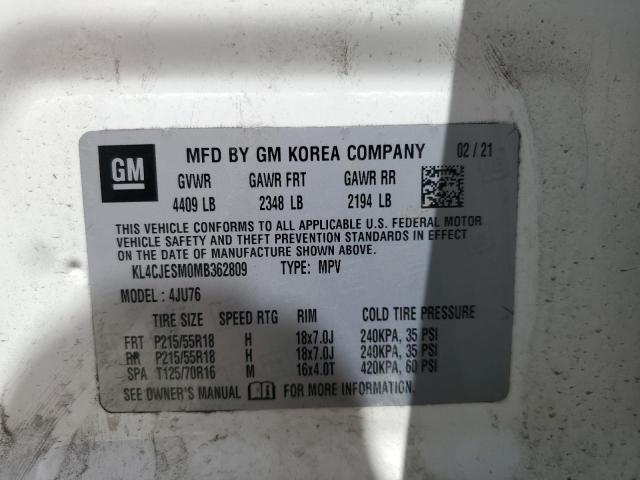 GM MFD BY GM KOREA COMPANY 02 / 21
GVWR GAWR FRT GAWR RR
4409 LB 2348 LB 2194 LB
THIS VEHICLE CONFORMS TO ALL APPLICABLE U.S. FEDERAL MOTOR
VEHICLE SAFETY AND THEFT PREVENTION STANDARDS IN EFFECT
ON THE DATE OF MANUFACTURE SHOWN ABOVE.
KL4CJESM0MB362809 TYPE: MPV
MODEL : 4JU76
TIRE SIZE SPEED RTG RIM COLD TIRE PRESSURE
FRT P215/55R18 H 18x7.0J 240KPA, 35 PSI
RR P215/55R18 H 18x7.0J 240KPA, 35 PSI
SPA T125/70R16 M 16x4.0T 420KPA, 60 PSI
SEE OWNER'S MANUAL FOR MORE INFORMATION.